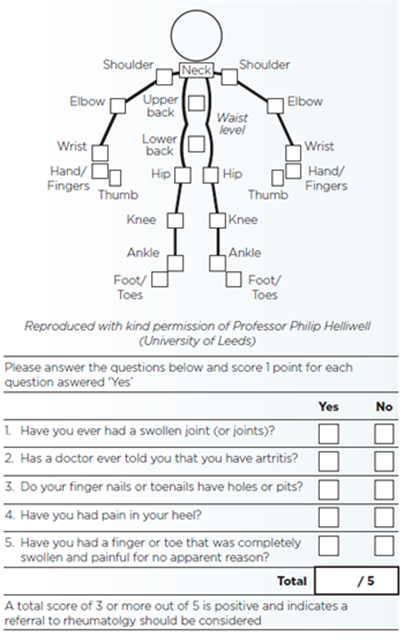 Shoulder
Neck
Shoulder
Elbow
Upper
back
Waist
level
Elbow
Lower
back
Wrist
Wrist
Hand/
Fingers
Thumb
Hip
Hip
Thumb
Hand/
Fingers
Knee
Knee
Ankle
Ankle
Foot/
Toes
Foot/
Toes
Reproduced with kind permission of Professor Philip Helliwell
(University of Leeds)
Please answer the questions below and score 1 point for each
question aswered 'Yes'
Yes No
1. Have you ever had a swollen joint (or joints)?
2. Has a doctor ever told you that you have artritis?
3. Do your finger nails or toenails have holes or pits?
4. Have you had pain in your heel?
5. Have you had a finger or toe that was completely
swollen and painful for no apparent reason?
Total / 5
A total score of 3 or more out of 5 is positive and indicates a
referral to rheumatolgy should be considered